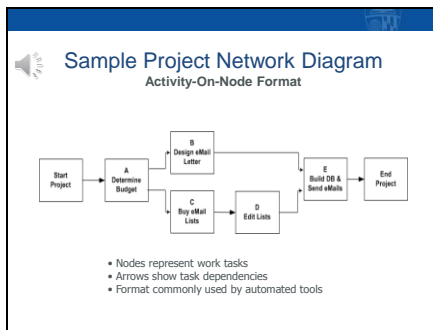 Sample Project Network Diagram
Activity-On-Node Format
B
Design eMail
Letter
Start
Project
A
Determine
Budget
E
Build DB &
Send eMails
End
Project
C
Buy eMail
Lists
D
Edit Lists
• Nodes represent work tasks
• Arrows show task dependencies
• Format commonly used by automated tools